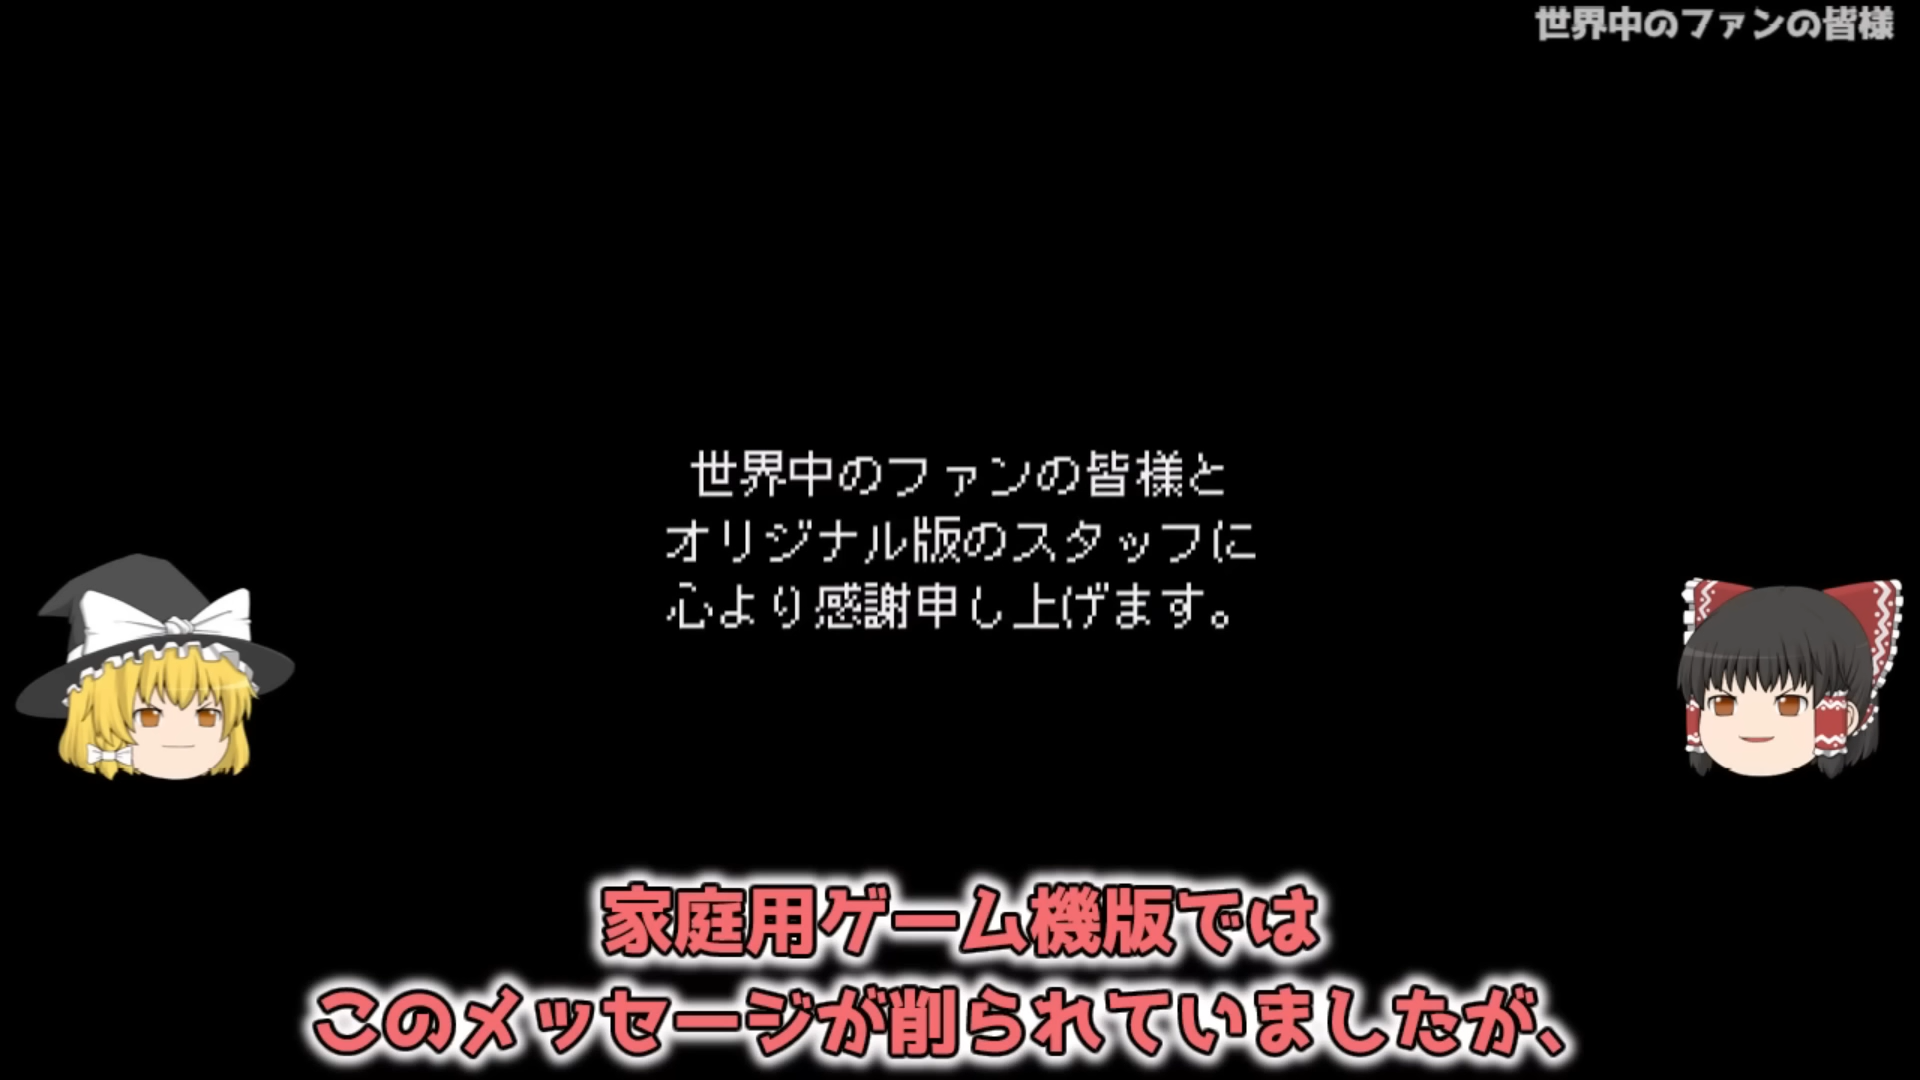 世界中のファンの皆様
世界中のファンの皆様と
オリジナル版のスタッフに
心より感謝申し上げます。
家庭用ゲーム機版では
このメッセージが削られていましたが、